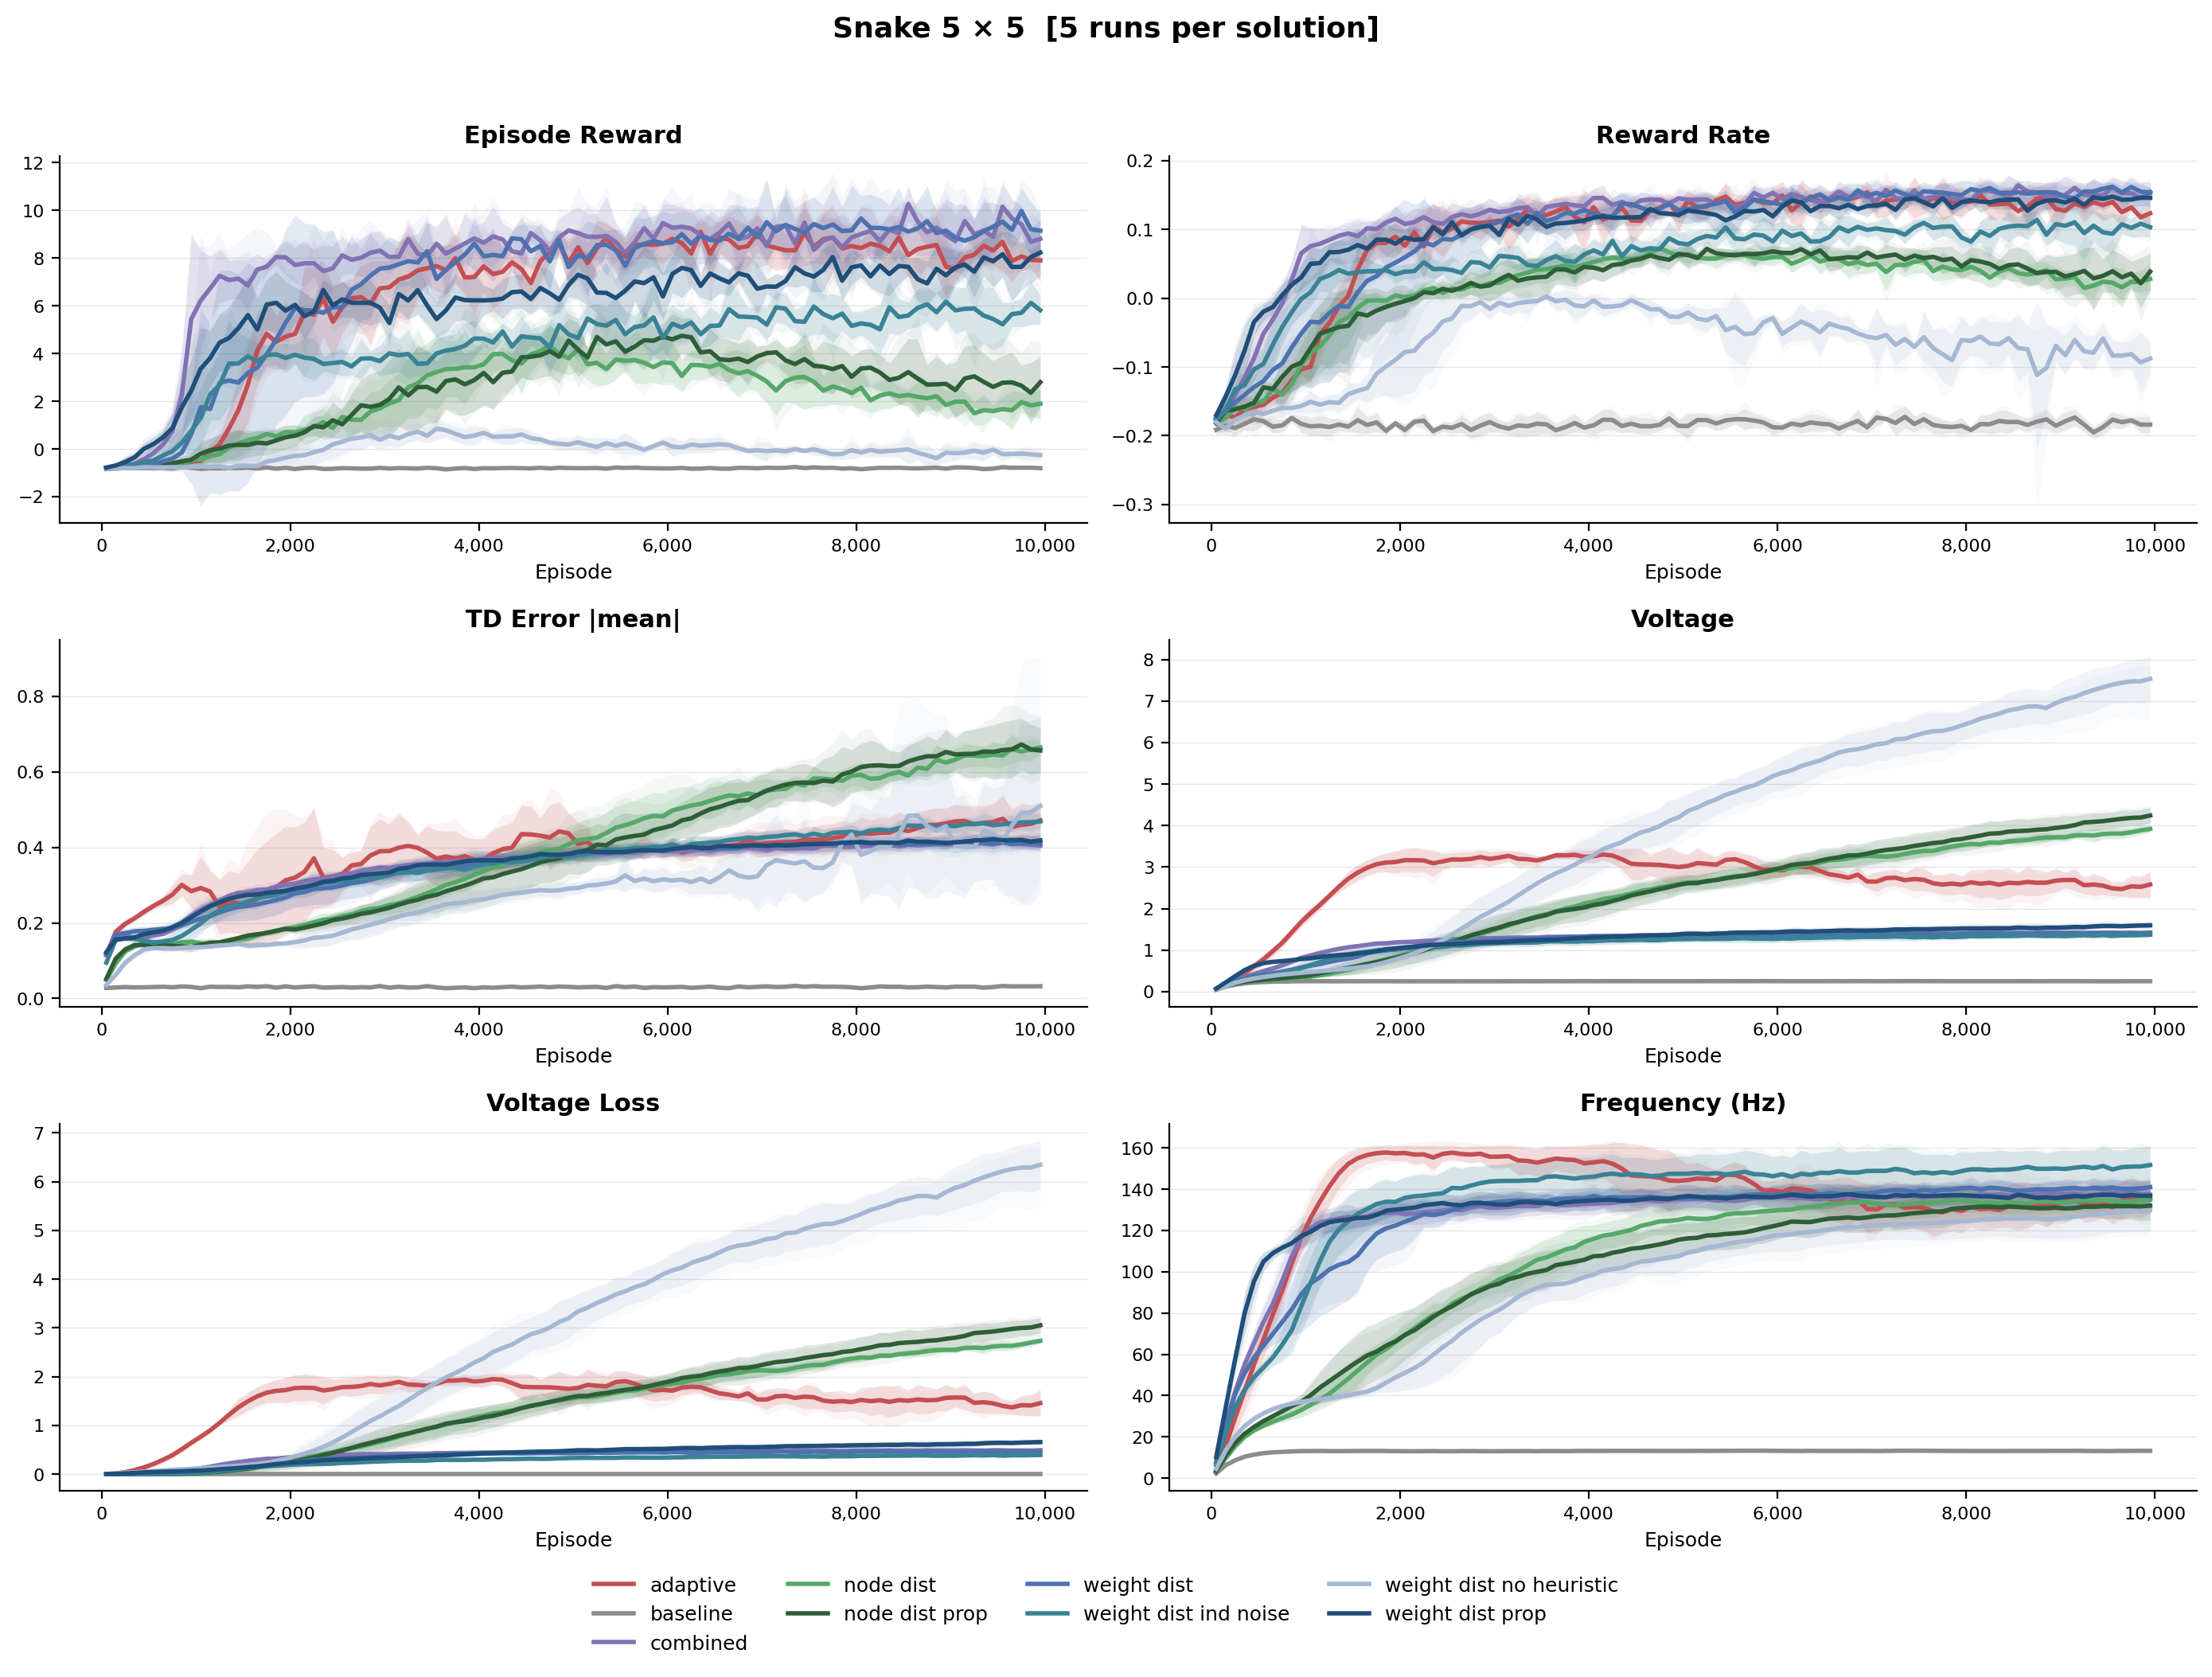 Snake 5 × 5  [5 runs per solution]
Episode Reward
12
10
8
6
4
2
0
−2
0 2,000 4,000 6,000 8,000 10,000
Episode
Reward Rate
0.2
0.1
0.0
−0.1
−0.2
−0.3
0 2,000 4,000 6,000 8,000 10,000
Episode
TD Error |mean|
0.8
0.6
0.4
0.2
0.0
0 2,000 4,000 6,000 8,000 10,000
Episode
Voltage
8
7
6
5
4
3
2
1
0
0 2,000 4,000 6,000 8,000 10,000
Episode
Voltage Loss
7
6
5
4
3
2
1
0
0 2,000 4,000 6,000 8,000 10,000
Episode
Frequency (Hz)
160
140
120
100
80
60
40
20
0
0 2,000 4,000 6,000 8,000 10,000
Episode
adaptive
baseline
combined
node dist
node dist prop
weight dist
weight dist ind noise
weight dist no heuristic
weight dist prop